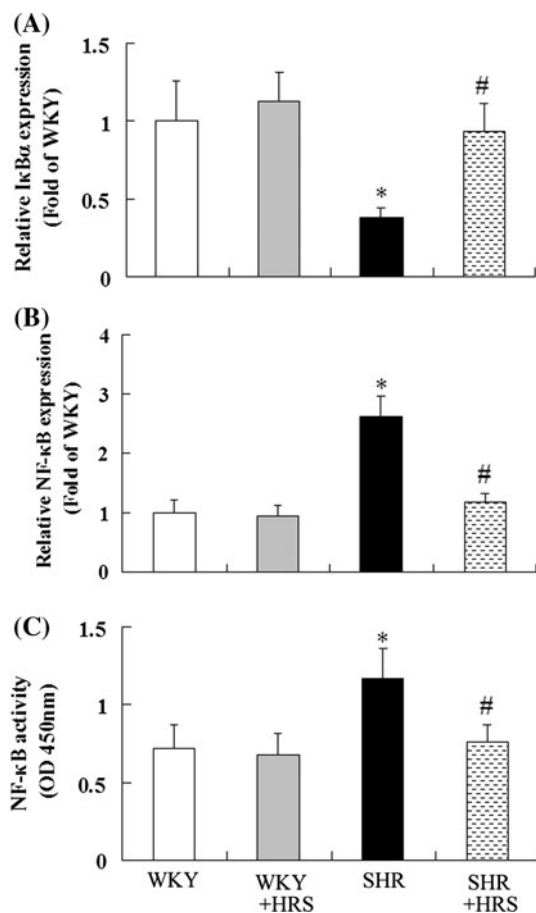 (A)
Relative IκBα expression
(Fold of WKY)
1.5
1
0.5
0
*
#
(B)
Relative NF-κB expression
(Fold of WKY)
4
3
2
1
0
*
#
(C)
NF-κB activity
(OD 450nm)
1.5
1
0.5
0
*
#
WKY
WKY
+HRS
SHR
SHR
+HRS